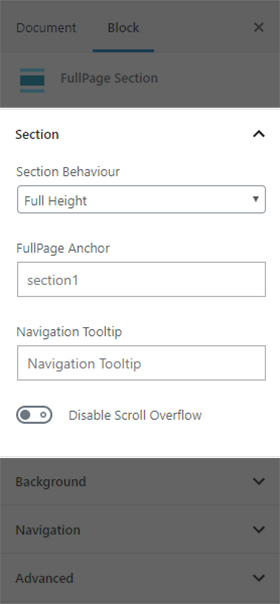 Document Block
FullPage Section
Section
Section Behaviour
Full Height
FullPage Anchor
section1
Navigation Tooltip
Navigation Tooltip
Disable Scroll Overflow
Background
Navigation
Advanced